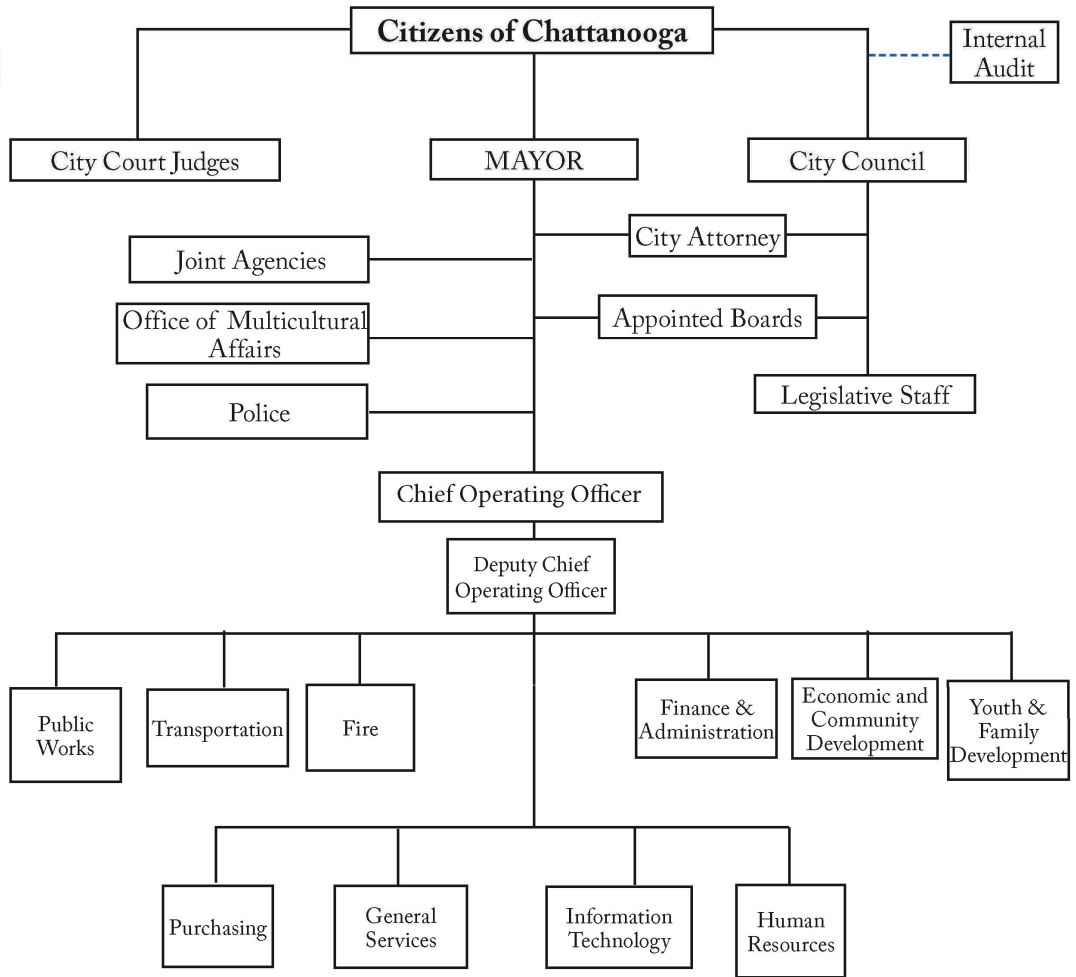 Citizens of Chattanooga
Internal
Audit
City Court Judges
MAYOR
City Council
City Attorney
Joint Agencies
Appointed Boards
Office of Multicultural
Affairs
Legislative Staff
Police
Chief Operating Officer
Deputy Chief
Operating Officer
Public
Works
Transportation
Fire
Finance &
Administration
Economic and
Community
Development
Youth &
Family
Development
Purchasing
General
Services
Information
Technology
Human
Resources